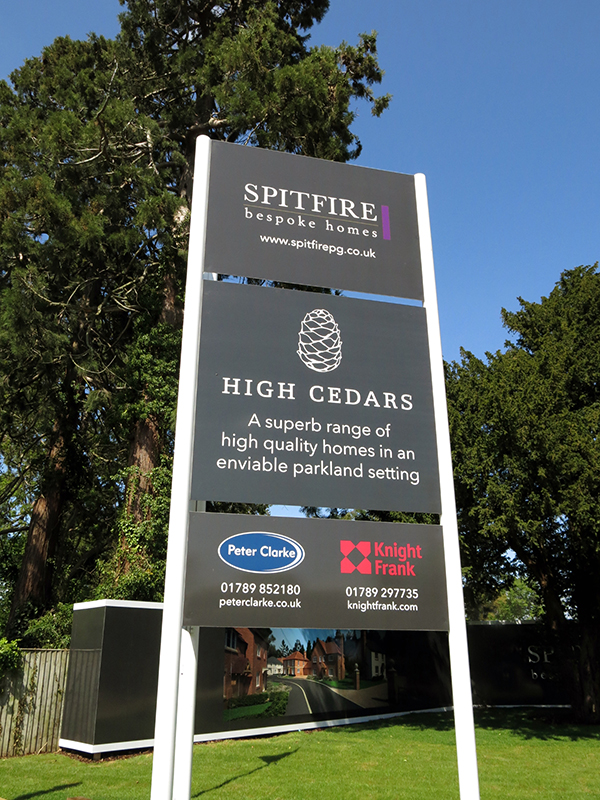 SPITFIRE
bespoke homes
www.spitfirepg.co.uk
HIGH CEDARS
A superb range of
high quality homes in an
enviable parkland setting
Peter Clarke
01789 852180
peterclarke.co.uk
Knight
Frank
01789 297735
knightfrank.com